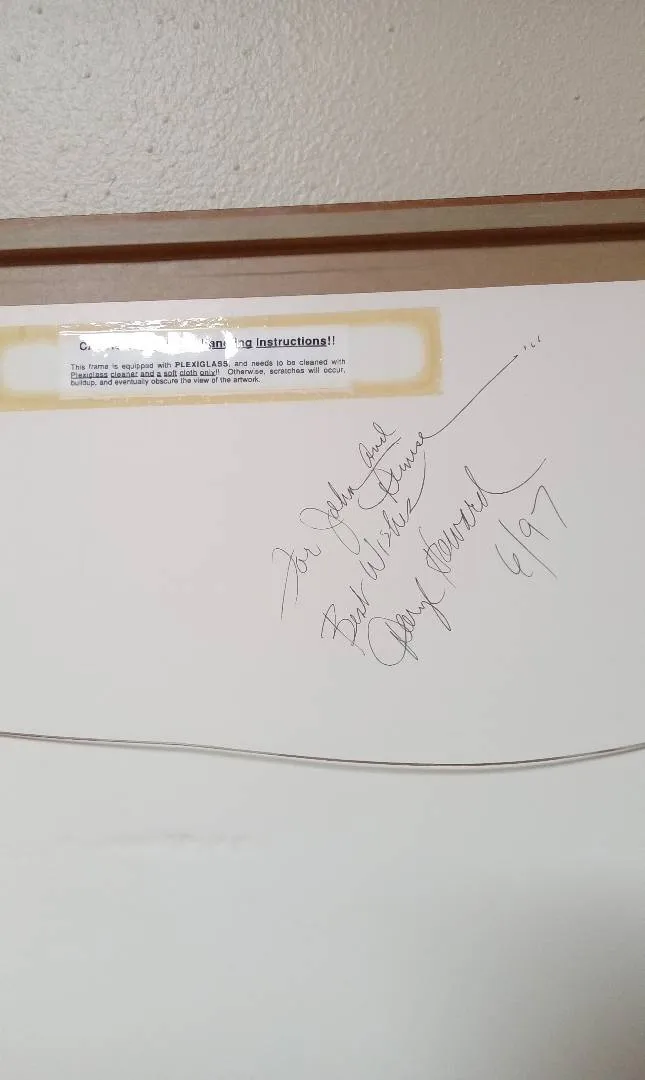 Instructions!!
This frame is equipped with PLEXIGLASS, and needs to be cleaned with
Plexiglass cleaner and a soft cloth only!! Otherwise, scratches will occur,
buildup, and eventually obscure the view of the artwork.
For John and
Denise
Best Wishes
Daryl Howard
6/97